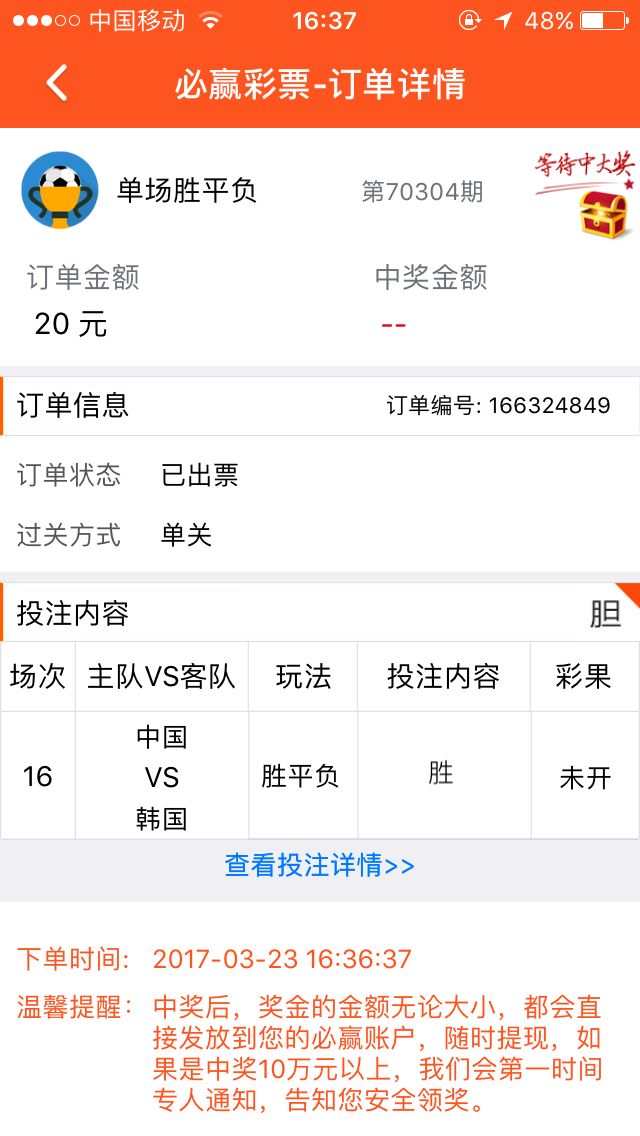 中国移动 16:37 48%
必赢彩票-订单详情
单场胜平负 第70304期 等待中大奖
订单金额 中奖金额
20 元 --
订单信息 订单编号: 166324849
订单状态 已出票
过关方式 单关
投注内容 胆
场次 主队VS客队 玩法 投注内容 彩果
中国
16 VS 胜平负 胜 未开
韩国
查看投注详情>>
下单时间: 2017-03-23 16:36:37
温馨提醒: 中奖后，奖金的金额无论大小，都会直
接发放到您的必赢账户，随时提现，如
果是中奖10万元以上，我们会第一时间
专人通知，告知您安全领奖。